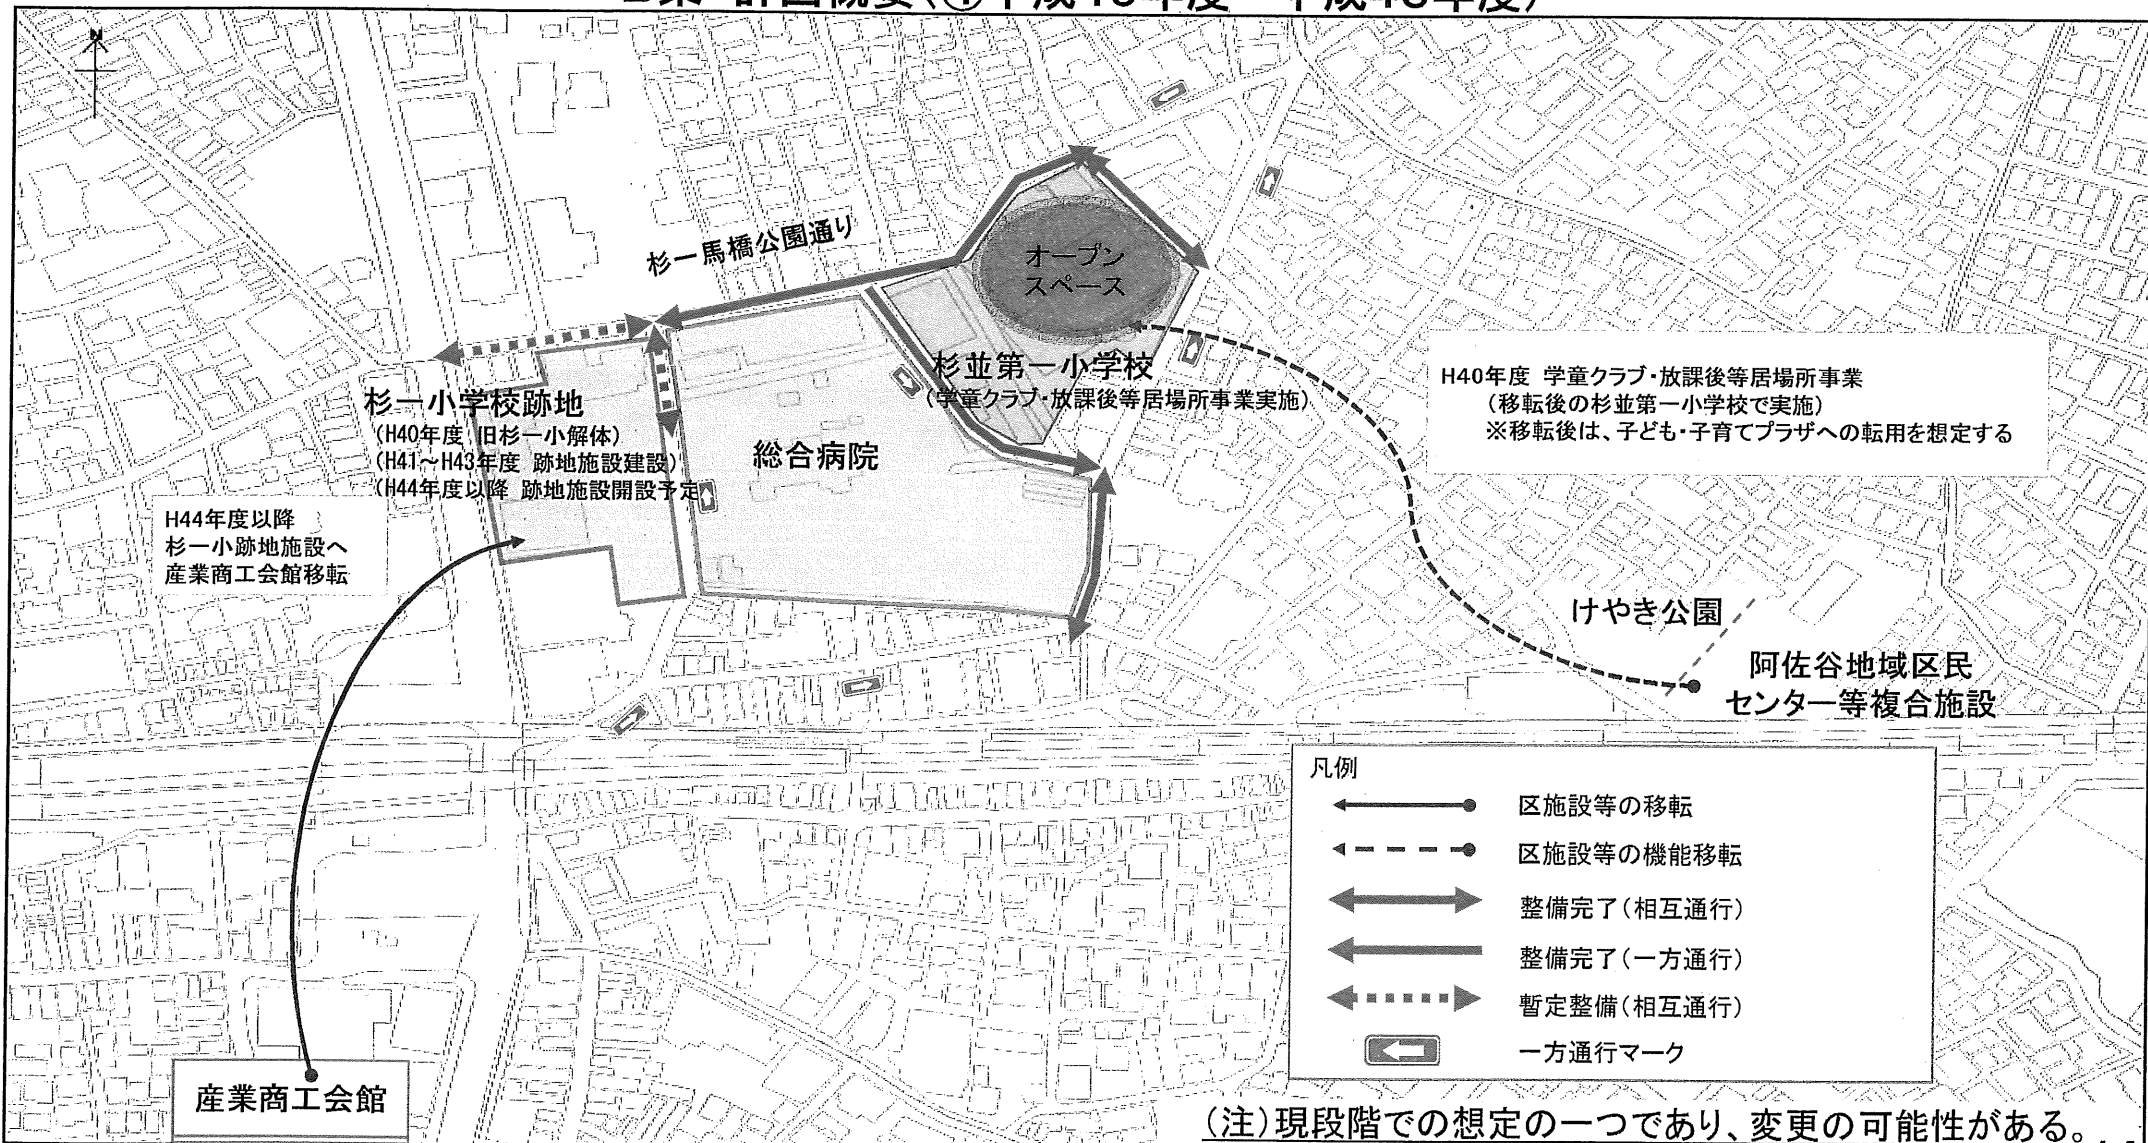 N
杉一馬橋公園通り
オープン
スペース
杉並第一小学校
(学童クラブ・放課後等居場所事業実施)
杉一小学校跡地
(H40年度 旧杉一小解体)
(H41～H43年度 跡地施設建設)
(H44年度以降 跡地施設開設予定)
総合病院
H40年度 学童クラブ・放課後等居場所事業
(移転後の杉並第一小学校で実施)
※移転後は、子ども・子育てプラザへの転用を想定する
H44年度以降
杉一小跡地施設へ
産業商工会館移転
けやき公園
阿佐谷地域区民
センター等複合施設
凡例
区施設等の移転
区施設等の機能移転
整備完了(相互通行)
整備完了(一方通行)
暫定整備(相互通行)
一方通行マーク
産業商工会館
(注)現段階での想定の一つであり、変更の可能性がある。